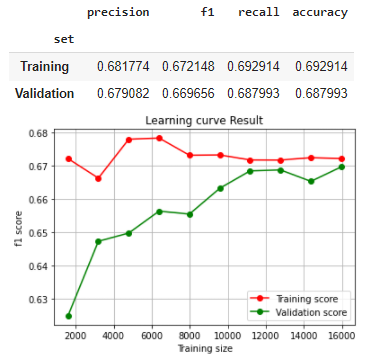 precision f1 recall accuracy
set
Training 0.681774 0.672148 0.692914 0.692914
Validation 0.679082 0.669656 0.687993 0.687993
Learning curve Result
0.68
0.67
0.66
0.65
0.64
0.63
f1 score
Training score
Validation score
2000 4000 6000 8000 10000 12000 14000 16000
Training size